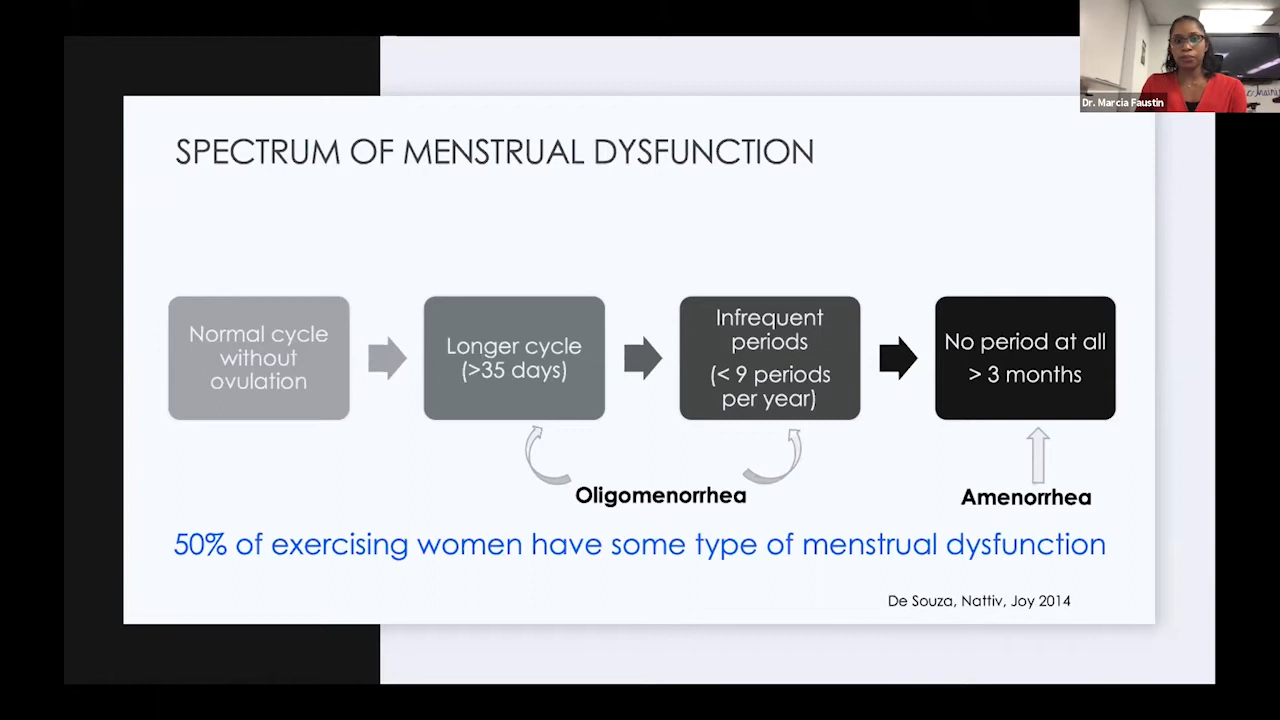 Dr. Marcia Faustin
SPECTRUM OF MENSTRUAL DYSFUNCTION
Normal cycle
without
ovulation
Longer cycle
(>35 days)
Infrequent
periods
(< 9 periods
per year)
No period at all
> 3 months
Oligomenorrhea
Amenorrhea
50% of exercising women have some type of menstrual dysfunction
De Souza, Nattiv, Joy 2014